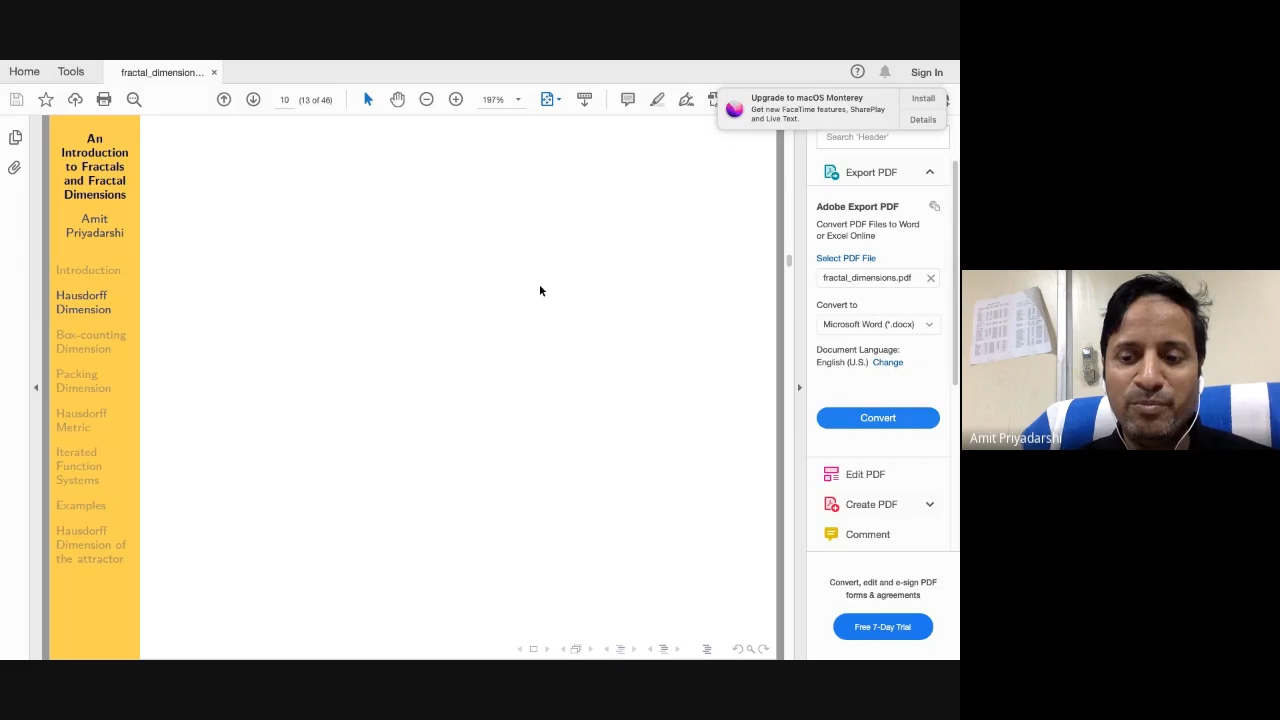 Home
Tools
fractal_dimension...
Sign In
10
(13 of 46)
197%
Upgrade to macOS Monterey
Get new FaceTime features, SharePlay
and Live Text.
Install
Details
An
Introduction
to Fractals
and Fractal
Dimensions
Amit
Priyadarshi
Introduction
Hausdorff
Dimension
Box-counting
Dimension
Packing
Dimension
Hausdorff
Metric
Iterated
Function
Systems
Examples
Hausdorff
Dimension of
the attractor
Search 'Header'
Export PDF
Adobe Export PDF
Convert PDF Files to Word
or Excel Online
Select PDF File
fractal_dimensions.pdf
Convert to
Microsoft Word (*.docx)
Document Language:
English (U.S.) Change
Convert
Edit PDF
Create PDF
Comment
Convert, edit and e-sign PDF
forms & agreements
Free 7-Day Trial
Amit Priyadarshi